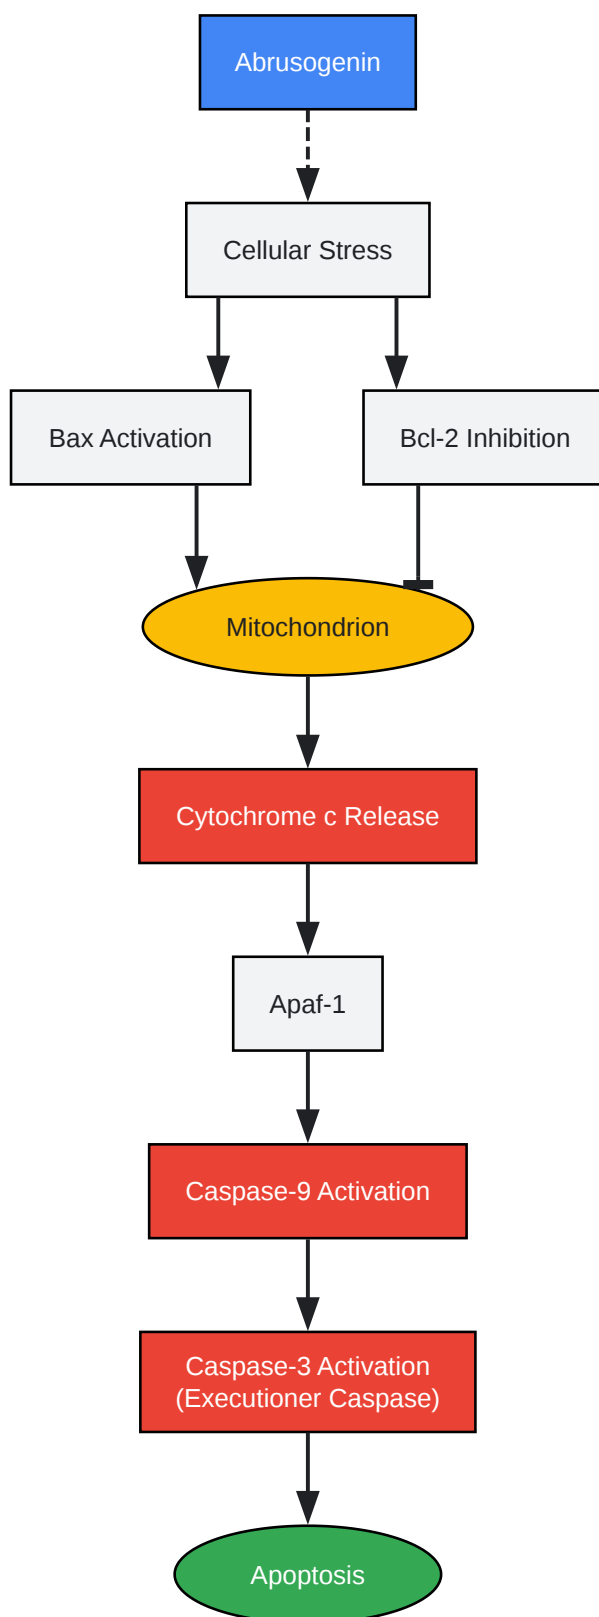 Abrusogenin
Cellular Stress
Bax Activation
Bcl-2 Inhibition
Mitochondrion
Cytochrome c Release
Apaf-1
Caspase-9 Activation
Caspase-3 Activation
(Executioner Caspase)
Apoptosis